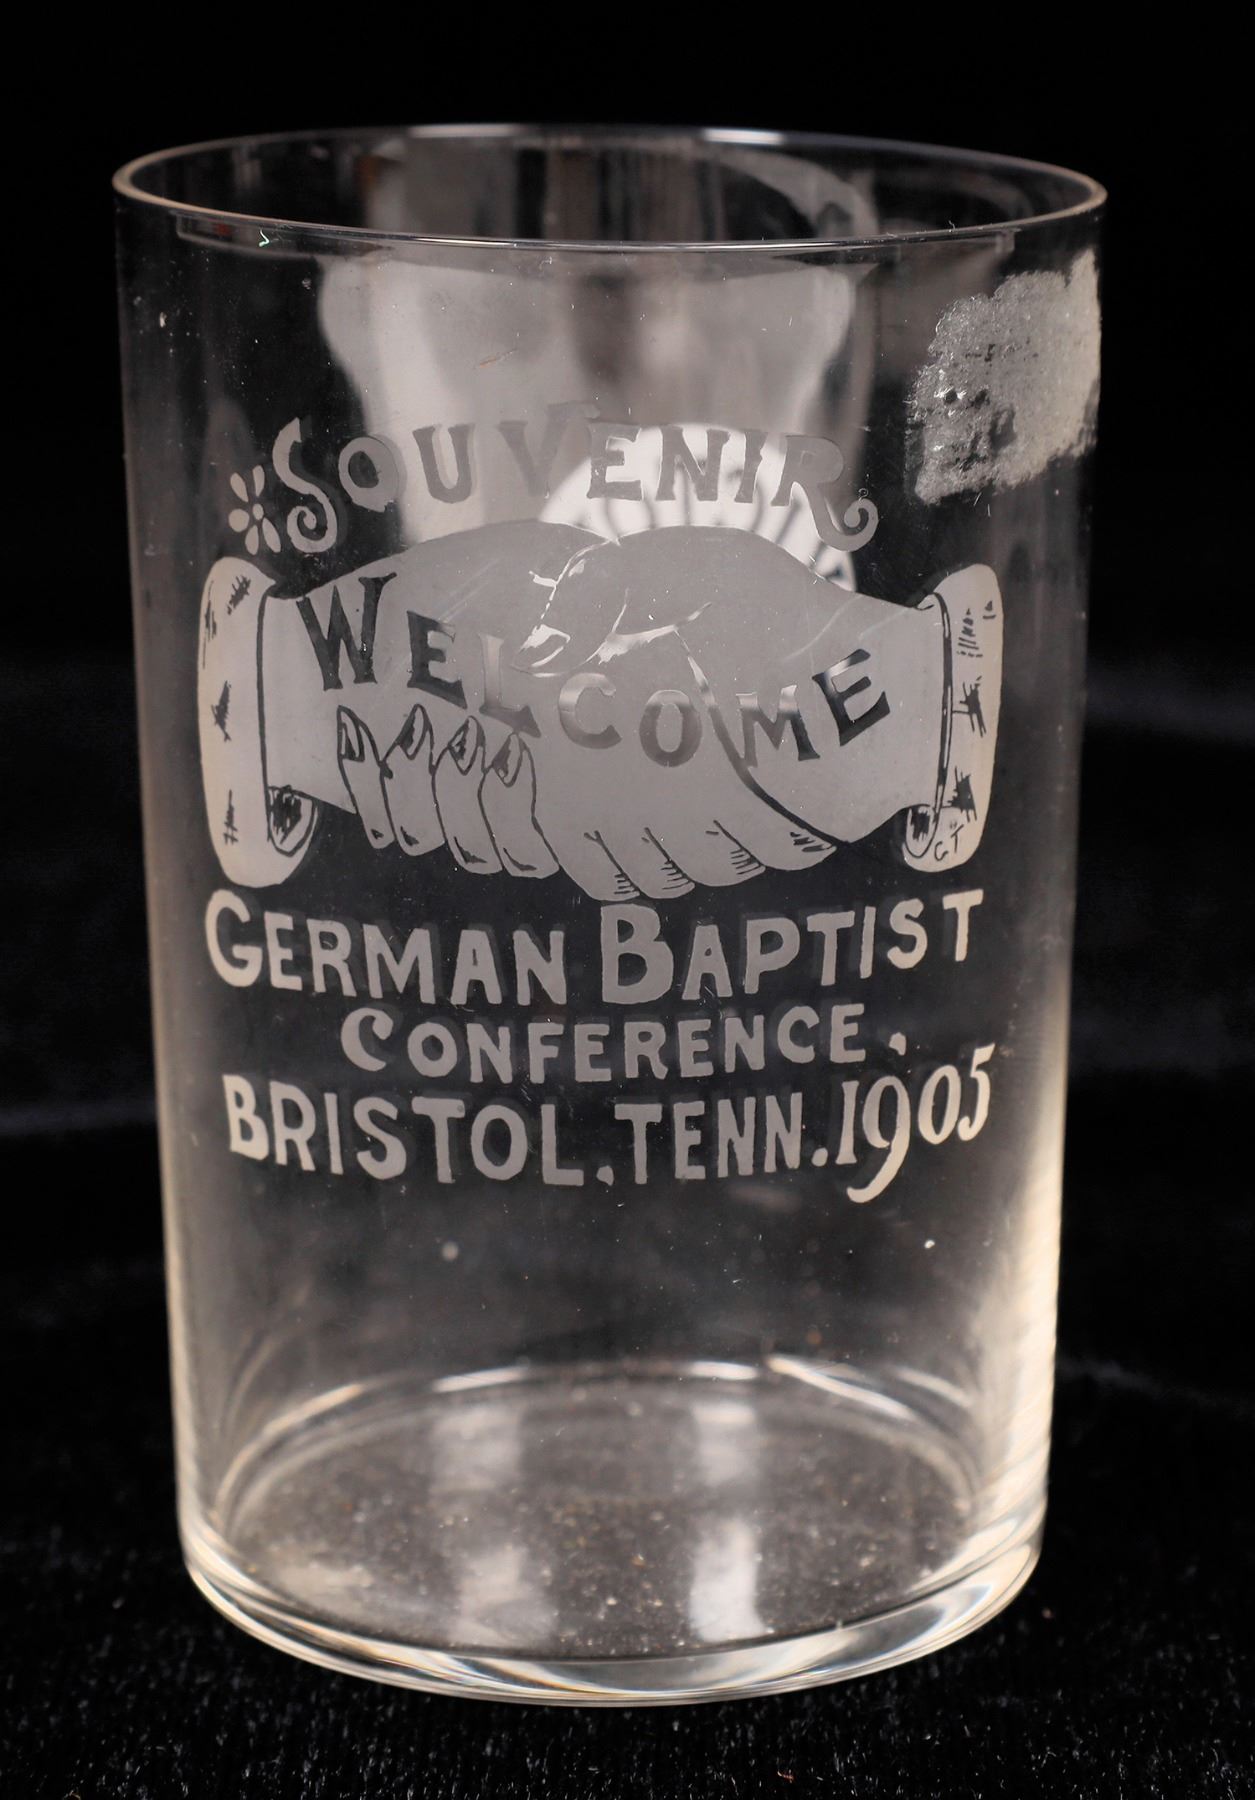 SOUVENIR
WELCOME
GERMAN BAPTIST
CONFERENCE,
BRISTOL, TENN. 1905